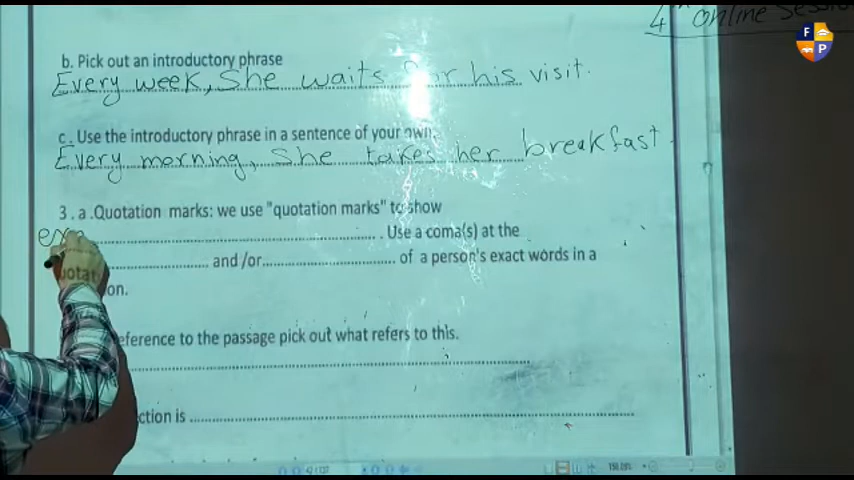 4th online Session
F
P
b. Pick out an introductory phrase
Every week, She waits for his visit.
c. Use the introductory phrase in a sentence of your own.
Every morning, She takes her breakfast.
3 . a .Quotation marks: we use "quotation marks" to show
exa ............ . Use a coma(s) at the
............ and /or............ of a person's exact words in a
quotation.
eference to the passage pick out what refers to this.
ction is ............